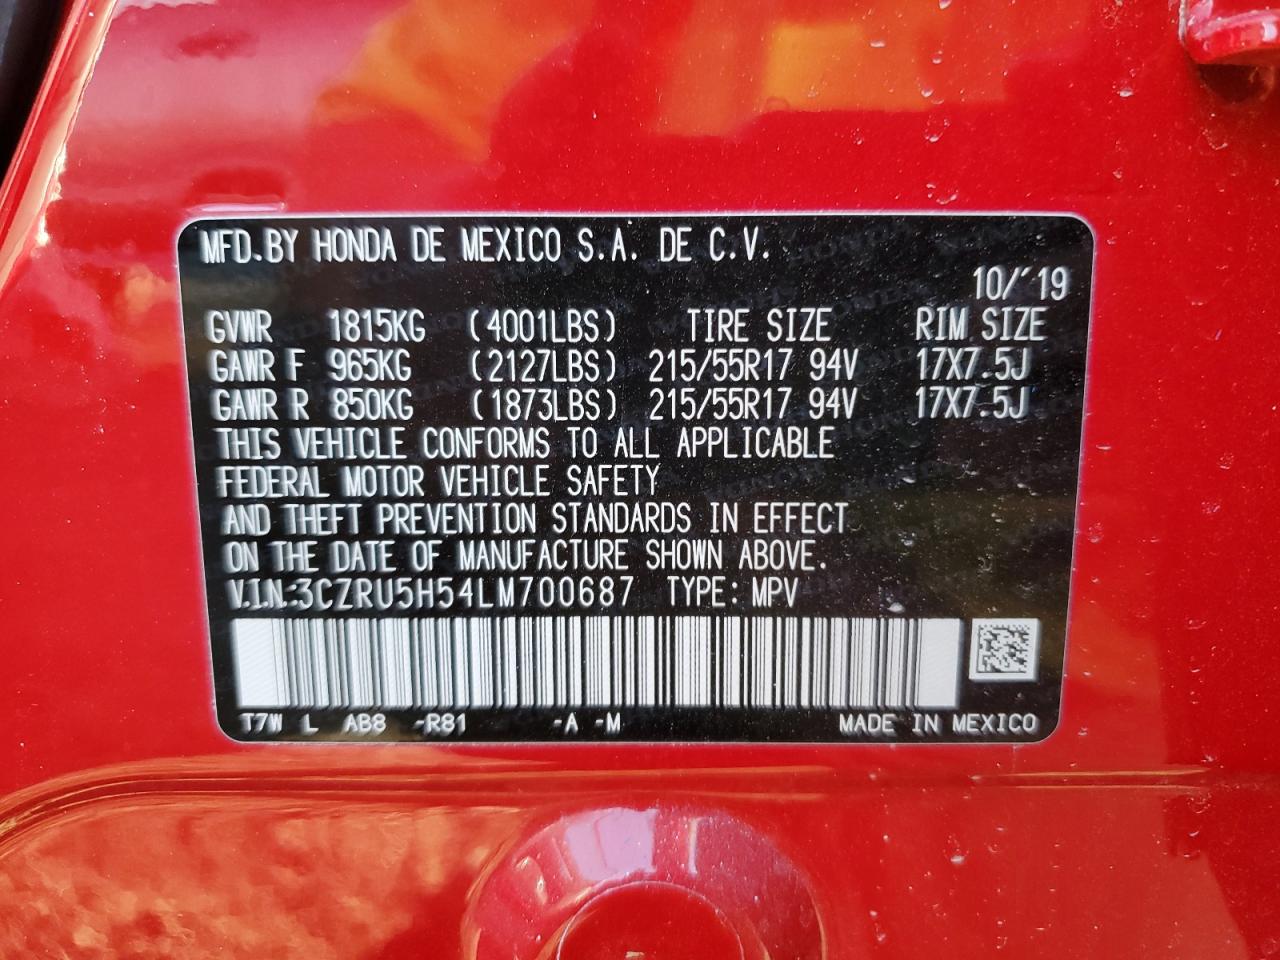 MFD.BY HONDA DE MEXICO S.A. DE C.V.
10/'19
GVWR 1815KG (4001LBS) TIRE SIZE RIM SIZE
GAWR F 965KG (2127LBS) 215/55R17 94V 17X7.5J
GAWR R 850KG (1873LBS) 215/55R17 94V 17X7.5J
THIS VEHICLE CONFORMS TO ALL APPLICABLE
FEDERAL MOTOR VEHICLE SAFETY
AND THEFT PREVENTION STANDARDS IN EFFECT
ON THE DATE OF MANUFACTURE SHOWN ABOVE.
V.I.N.:3CZRU5H54LM700687 TYPE: MPV
T7W L AB8 -R81 -A -M MADE IN MEXICO